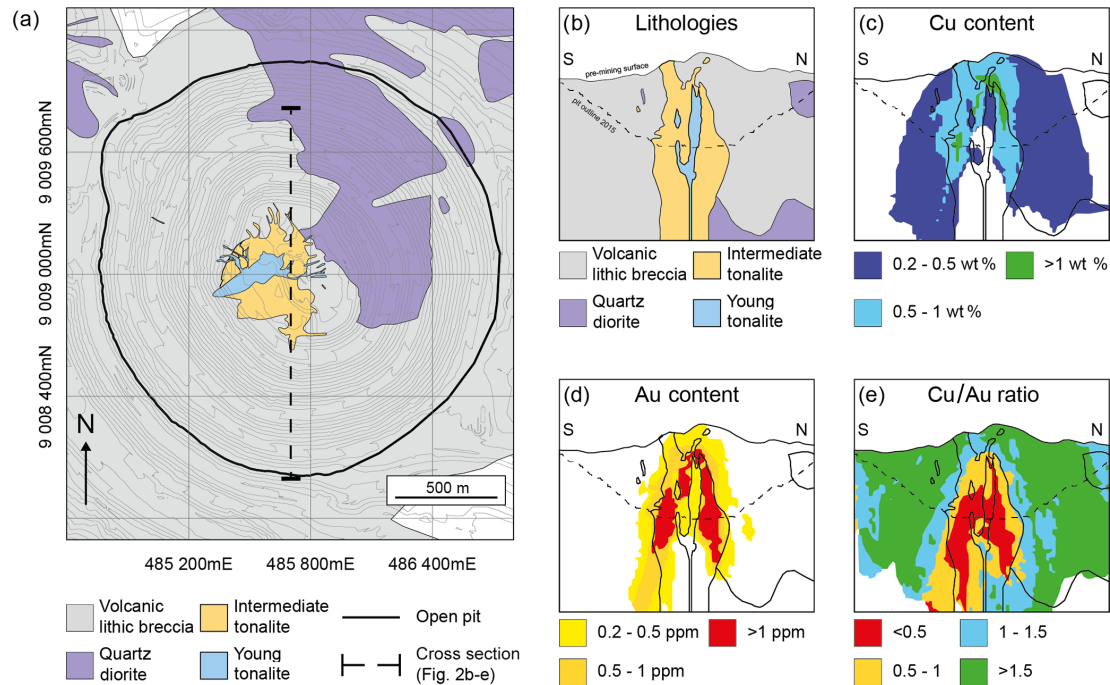 (a)
9 009 600mN
9 009 000mN
9 008 400mN
N
500 m
485 200mE
485 800mE
486 400mE
Volcanic
lithic breccia
Intermediate
tonalite
Open pit
Quartz
diorite
Young
tonalite
Cross section
(Fig. 2b-e)
(b)
Lithologies
S
N
pre-mining surface
pit outline 2015
Volcanic
lithic breccia
Intermediate
tonalite
Quartz
diorite
Young
tonalite
(c)
Cu content
S
N
0.2 - 0.5 wt %
>1 wt %
0.5 - 1 wt %
(d)
Au content
S
N
0.2 - 0.5 ppm
>1 ppm
0.5 - 1 ppm
(e)
Cu/Au ratio
S
N
<0.5
1 - 1.5
0.5 - 1
>1.5